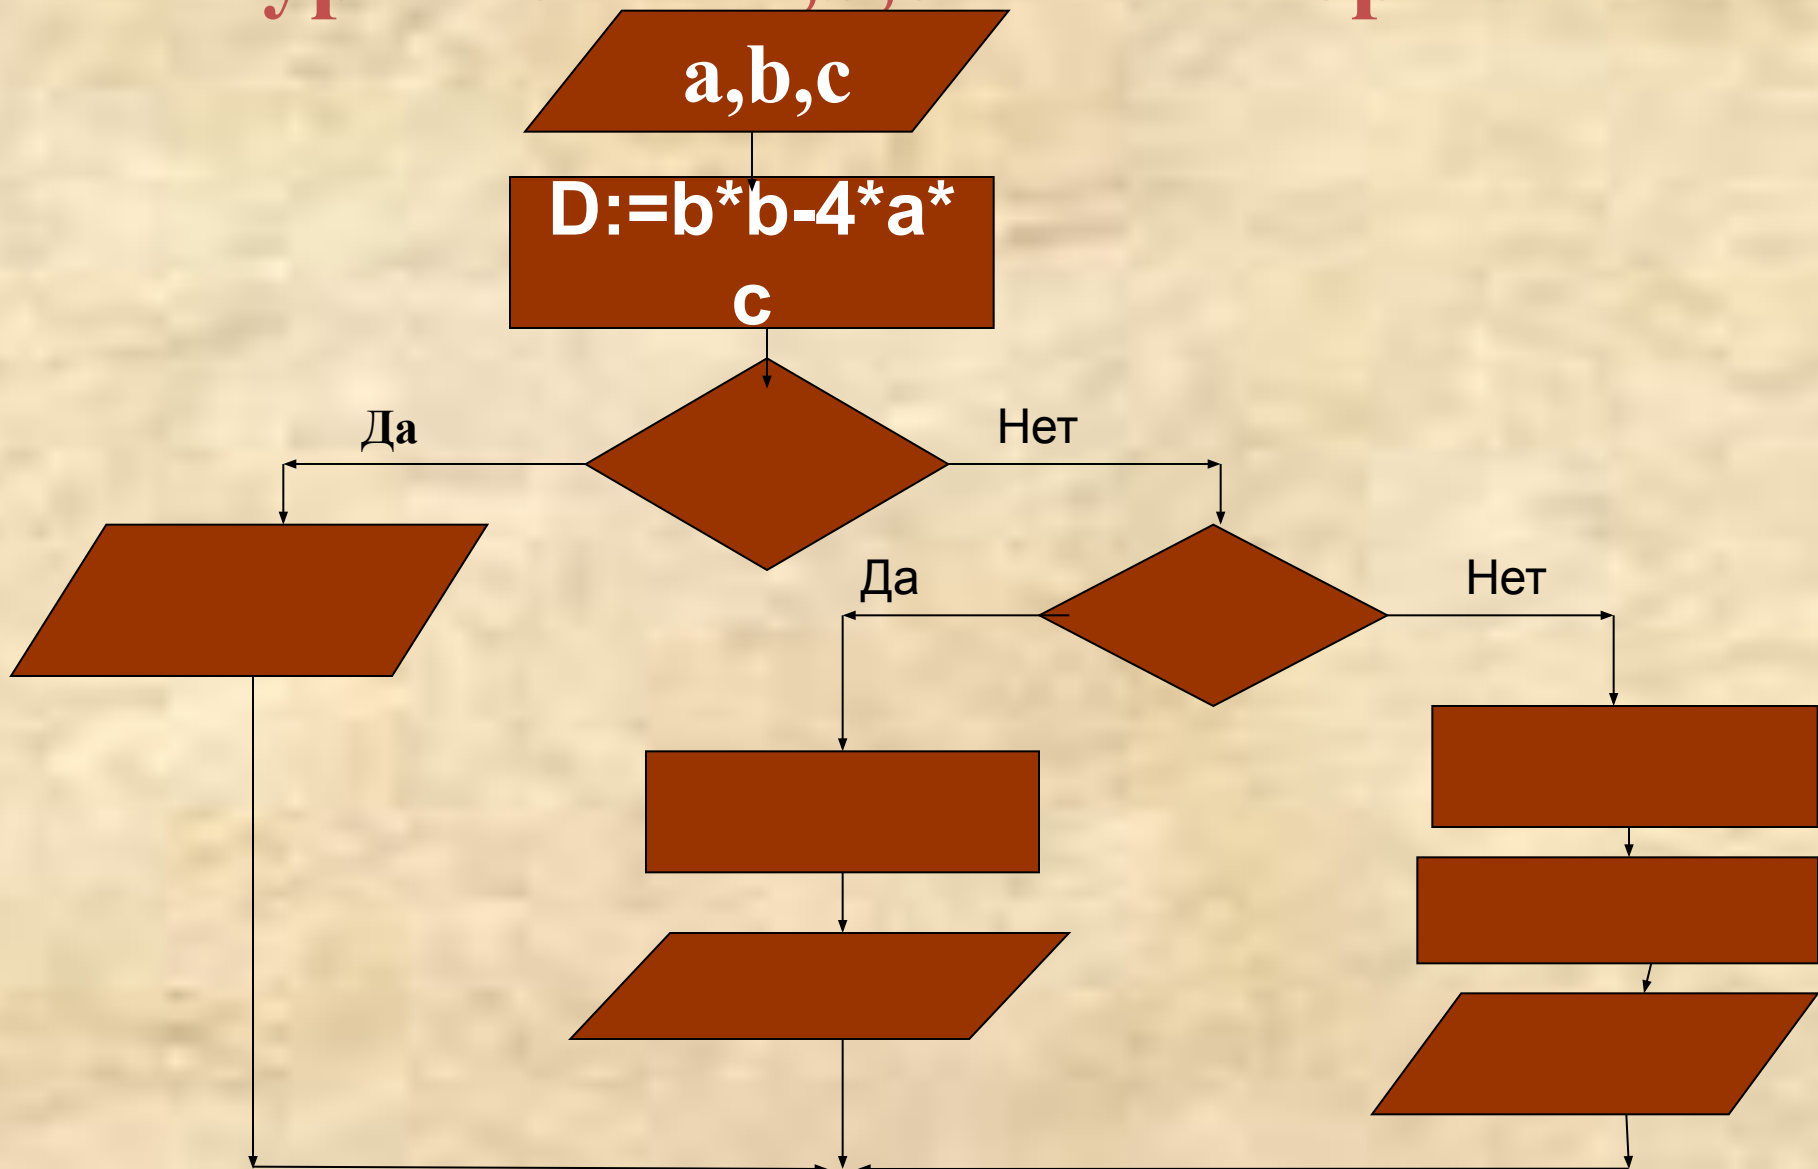 a,b,c
D:=b*b-4*a*
c
Да
Нет
Да
Нет